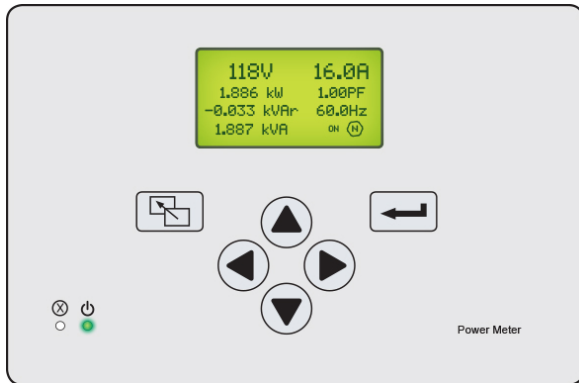 118V 16.0A
1.886 kW 1.00PF
-0.033 kVAr 60.0Hz
1.887 kVA ON N
Power Meter